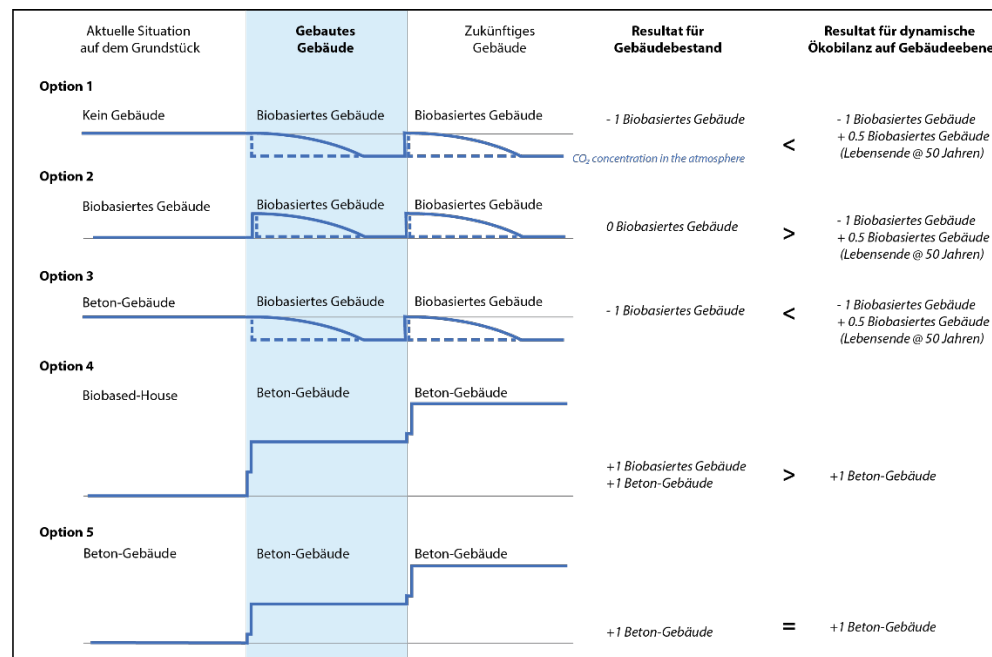 Aktuelle Situation
auf dem Grundstück
Gebautes
Gebäude
Zukünftiges
Gebäude
Resultat für
Gebäudebestand
Resultat für dynamische
Ökobilanz auf Gebäudeebene
Option 1
Kein Gebäude
Biobasiertes Gebäude
Biobasiertes Gebäude
- 1 Biobasiertes Gebäude
<
- 1 Biobasiertes Gebäude
+ 0.5 Biobasiertes Gebäude
(Lebensende @ 50 Jahren)
CO₂ concentration in the atmosphere
Option 2
Biobasiertes Gebäude
Biobasiertes Gebäude
Biobasiertes Gebäude
0 Biobasiertes Gebäude
>
- 1 Biobasiertes Gebäude
+ 0.5 Biobasiertes Gebäude
(Lebensende @ 50 Jahren)
Option 3
Beton-Gebäude
Biobasiertes Gebäude
Biobasiertes Gebäude
- 1 Biobasiertes Gebäude
<
- 1 Biobasiertes Gebäude
+ 0.5 Biobasiertes Gebäude
(Lebensende @ 50 Jahren)
Option 4
Biobased-House
Beton-Gebäude
Beton-Gebäude
+1 Biobasiertes Gebäude
+1 Beton-Gebäude
>
+1 Beton-Gebäude
Option 5
Beton-Gebäude
Beton-Gebäude
Beton-Gebäude
+1 Beton-Gebäude
=
+1 Beton-Gebäude